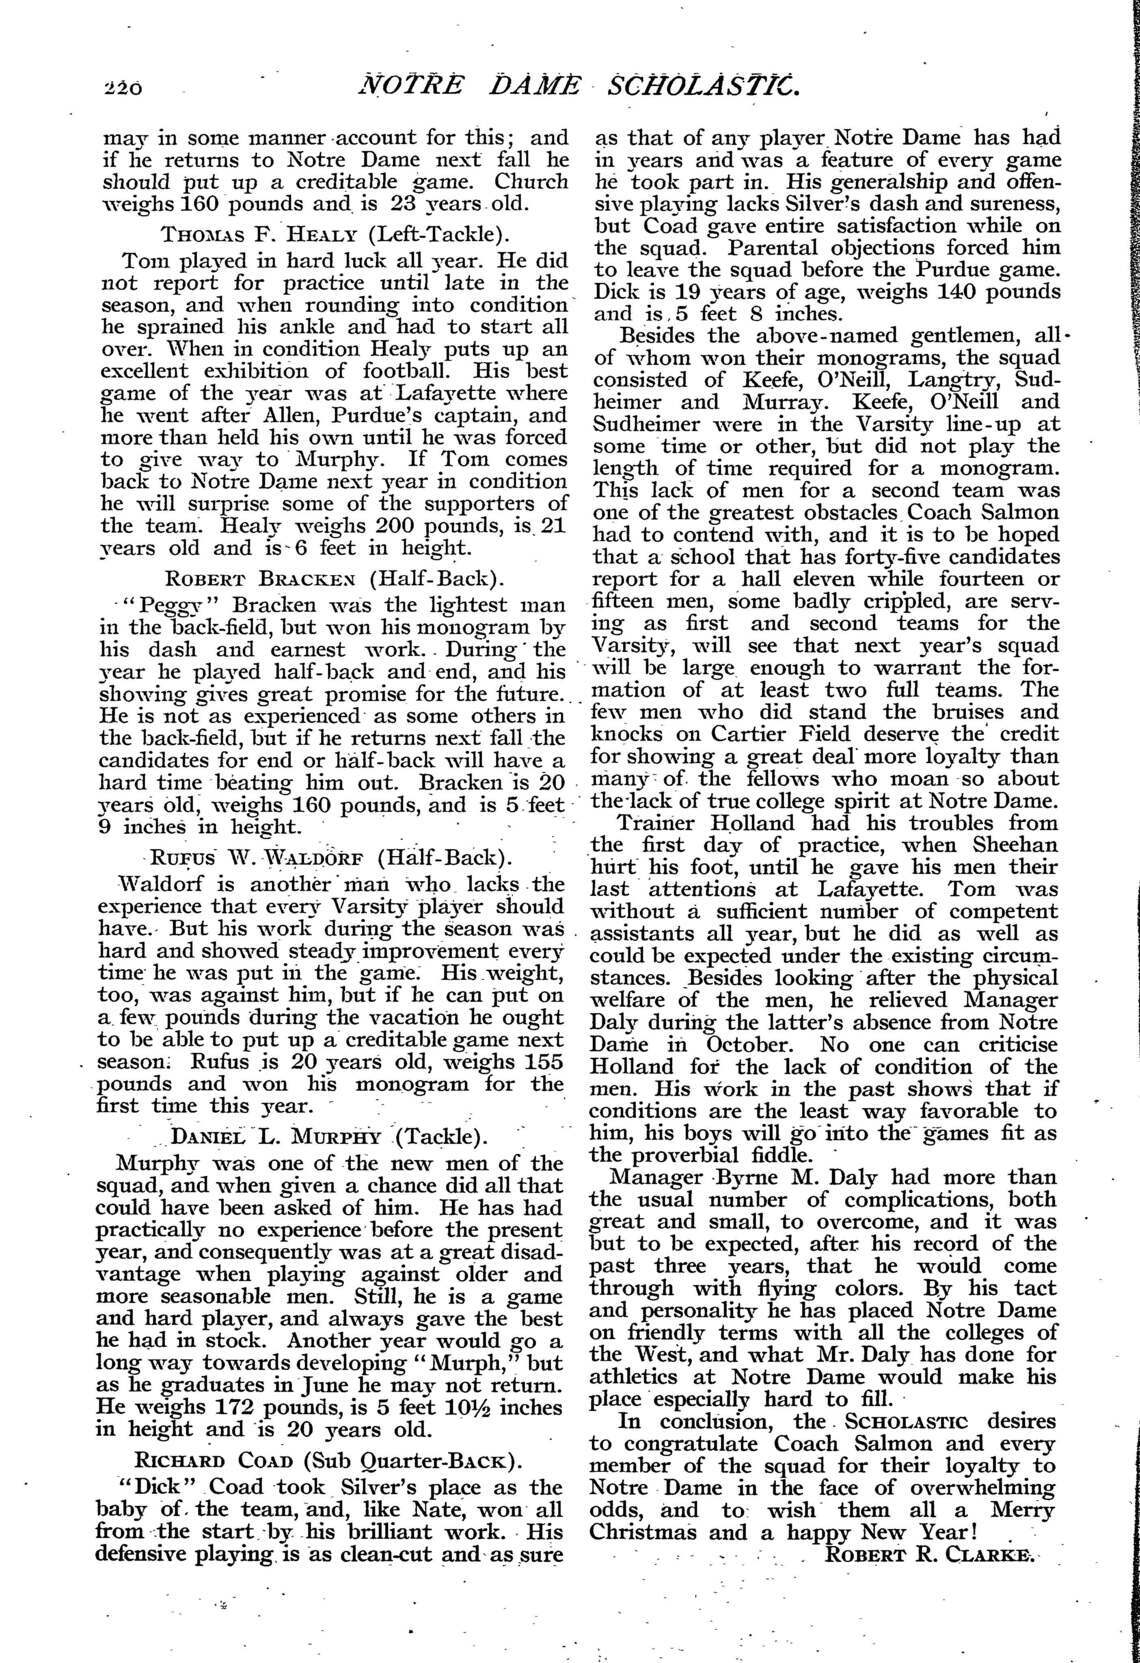 220 NOTRE DAME SCHOLASTIC.
may in some manner account for this; and
if he returns to Notre Dame next fall he
should put up a creditable game. Church
weighs 160 pounds and is 23 years old.
THOMAS F. HEALY (Left-Tackle).
Tom played in hard luck all year. He did
not report for practice until late in the
season, and when rounding into condition
he sprained his ankle and had to start all
over. When in condition Healy puts up an
excellent exhibition of football. His best
game of the year was at Lafayette where
he went after Allen, Purdue's captain, and
more than held his own until he was forced
to give way to Murphy. If Tom comes
back to Notre Dame next year in condition
he will surprise some of the supporters of
the team. Healy weighs 200 pounds, is 21
years old and is 6 feet in height.
ROBERT BRACKEN (Half-Back).
"Peggy" Bracken was the lightest man
in the back-field, but won his monogram by
his dash and earnest work. During the
year he played half-back and end, and his
showing gives great promise for the future.
He is not as experienced as some others in
the back-field, but if he returns next fall the
candidates for end or half-back will have a
hard time beating him out. Bracken is 20
years old, weighs 160 pounds, and is 5 feet
9 inches in height.
RUFUS W. WALDORF (Half-Back).
Waldorf is another man who lacks the
experience that every Varsity player should
have. But his work during the season was
hard and showed steady improvement every
time he was put in the game. His weight,
too, was against him, but if he can put on
a few pounds during the vacation he ought
to be able to put up a creditable game next
season. Rufus is 20 years old, weighs 155
pounds and won his monogram for the
first time this year.
DANIEL L. MURPHY (Tackle).
Murphy was one of the new men of the
squad, and when given a chance did all that
could have been asked of him. He has had
practically no experience before the present
year, and consequently was at a great disad-
vantage when playing against older and
more seasonable men. Still, he is a game
and hard player, and always gave the best
he had in stock. Another year would go a
long way towards developing "Murph," but
as he graduates in June he may not return.
He weighs 172 pounds, is 5 feet 10½ inches
in height and is 20 years old.
RICHARD COAD (Sub Quarter-BACK).
"Dick" Coad took Silver's place as the
baby of the team, and, like Nate, won all
from the start by his brilliant work. His
defensive playing is as clean-cut and as sure
as that of any player Notre Dame has had
in years and was a feature of every game
he took part in. His generalship and offen-
sive playing lacks Silver's dash and sureness,
but Coad gave entire satisfaction while on
the squad. Parental objections forced him
to leave the squad before the Purdue game.
Dick is 19 years of age, weighs 140 pounds
and is 5 feet 8 inches.
Besides the above-named gentlemen, all
of whom won their monograms, the squad
consisted of Keefe, O'Neill, Langtry, Sud-
heimer and Murray. Keefe, O'Neill and
Sudheimer were in the Varsity line-up at
some time or other, but did not play the
length of time required for a monogram.
This lack of men for a second team was
one of the greatest obstacles Coach Salmon
had to contend with, and it is to be hoped
that a school that has forty-five candidates
report for a hall eleven while fourteen or
fifteen men, some badly crippled, are serv-
ing as first and second teams for the
Varsity, will see that next year's squad
will be large enough to warrant the for-
mation of at least two full teams. The
few men who did stand the bruises and
knocks on Cartier Field deserve the credit
for showing a great deal more loyalty than
many of the fellows who moan so about
the lack of true college spirit at Notre Dame.
Trainer Holland had his troubles from
the first day of practice, when Sheehan
hurt his foot, until he gave his men their
last attentions at Lafayette. Tom was
without a sufficient number of competent
assistants all year, but he did as well as
could be expected under the existing circum-
stances. Besides looking after the physical
welfare of the men, he relieved Manager
Daly during the latter's absence from Notre
Dame in October. No one can criticise
Holland for the lack of condition of the
men. His work in the past shows that if
conditions are the least way favorable to
him, his boys will go into the games fit as
the proverbial fiddle.
Manager Byrne M. Daly had more than
the usual number of complications, both
great and small, to overcome, and it was
but to be expected, after his record of the
past three years, that he would come
through with flying colors. By his tact
and personality he has placed Notre Dame
on friendly terms with all the colleges of
the West, and what Mr. Daly has done for
athletics at Notre Dame would make his
place especially hard to fill.
In conclusion, the SCHOLASTIC desires
to congratulate Coach Salmon and every
member of the squad for their loyalty to
Notre Dame in the face of overwhelming
odds, and to wish them all a Merry
Christmas and a happy New Year!
ROBERT R. CLARKE.